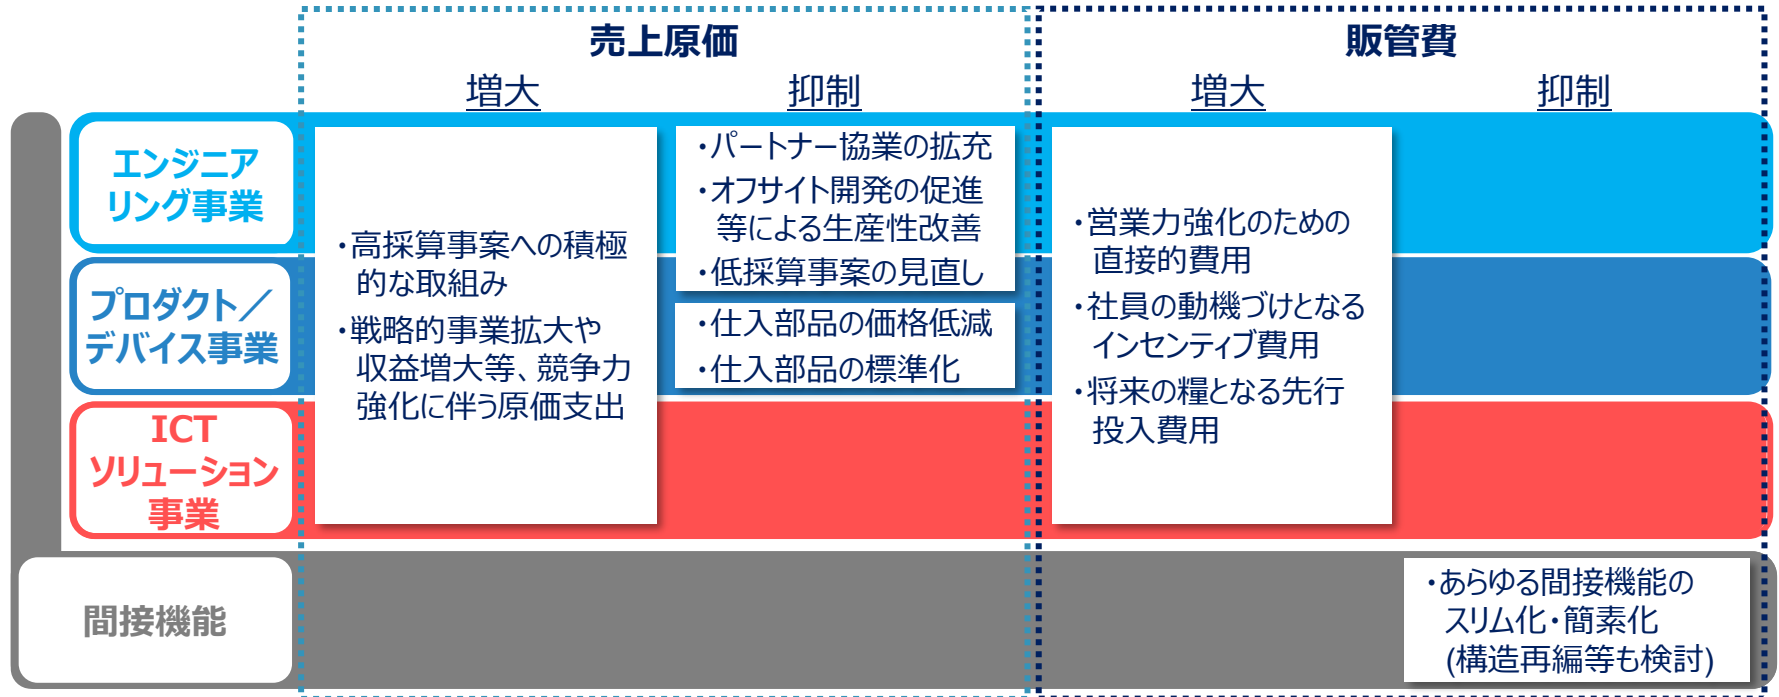 売上原価
販管費
増大
抑制
増大
抑制
エンジニア
リング事業
プロダクト／
デバイス事業
ICT
ソリューション
事業
間接機能
・高採算事案への積極
的な取組み
・戦略的事業拡大や
収益増大等、競争力
強化に伴う原価支出
・パートナー協業の拡充
・オフサイト開発の促進
等による生産性改善
・低採算事案の見直し
・仕入部品の価格低減
・仕入部品の標準化
・営業力強化のための
直接的費用
・社員の動機づけとなる
インセンティブ費用
・将来の糧となる先行
投入費用
・あらゆる間接機能の
スリム化・簡素化
(構造再編等も検討)